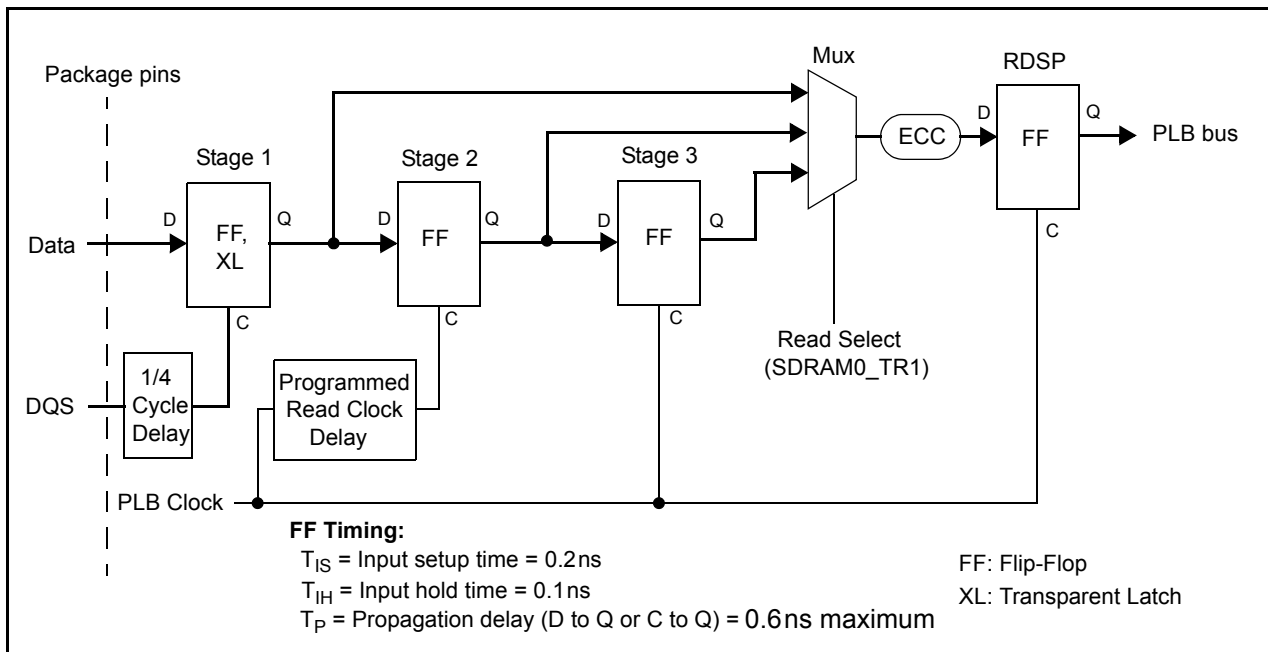 Package pins
Mux
RDSP
Stage 1
Stage 2
Stage 3
D
Q
FF,
XL
C
D
Q
FF
C
D
Q
FF
C
ECC
D
Q
FF
C
PLB bus
Data
DQS
1/4
Cycle
Delay
Programmed
Read Clock
Delay
Read Select
(SDRAM0_TR1)
PLB Clock
FF Timing:
TIS = Input setup time = 0.2ns
TIH = Input hold time = 0.1ns
TP = Propagation delay (D to Q or C to Q) = 0.6ns maximum
FF: Flip-Flop
XL: Transparent Latch